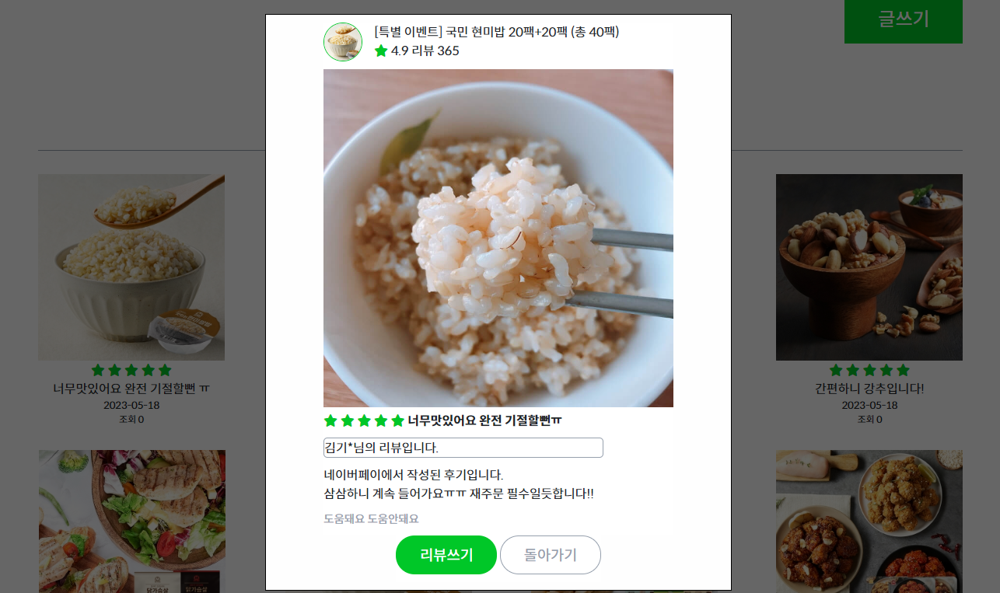 글쓰기
[특별 이벤트] 국민 현미밥 20팩+20팩 (총 40팩)
4.9 리뷰 365
너무맛있어요 완전 기절할뻔ㅠ
김기*님의 리뷰입니다.
네이버페이에서 작성된 후기입니다.
삼삼하니 계속 들어가요ㅠㅠ 재주문 필수일듯합니다!!
도움돼요 도움안돼요
리뷰쓰기 돌아가기
너무맛있어요 완전 기절할뻔 ㅠ
2023-05-18
조회 0
간편하니 강추입니다!
2023-05-18
조회 0
닭가슴살